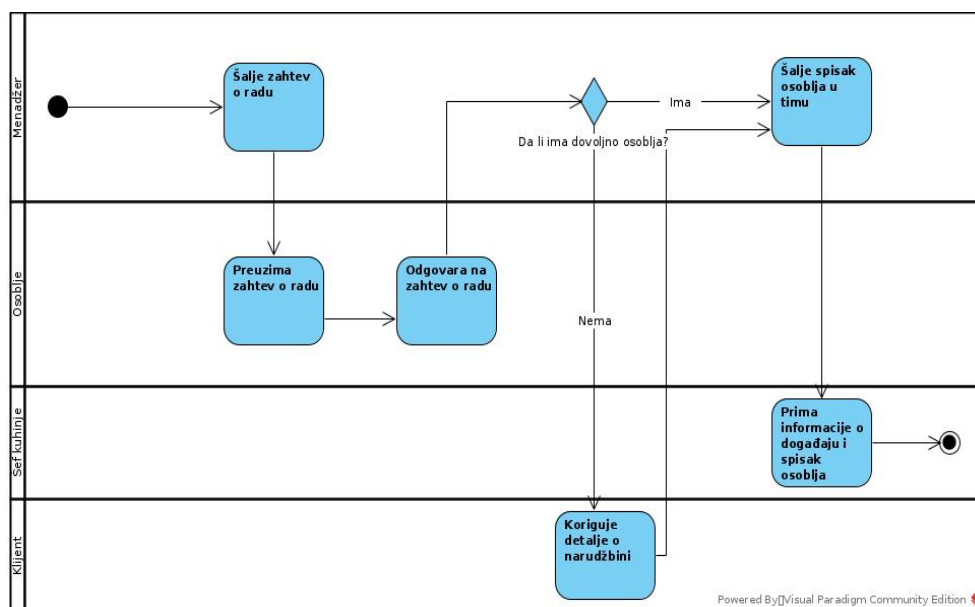 Menadžer
Šalje zahtev
o radu
Ima
Šalje spisak
osoblja u
timu
Da li ima dovoljno osoblja?
Osoblje
Preuzima
zahtev o radu
Odgovara na
zahtev o radu
Nema
Sef kuhinje
Prima
informacije o
događaju i
spisak
osoblja
Klijent
Koriguje
detalje o
narudžbini
Powered By Visual Paradigm Community Edition